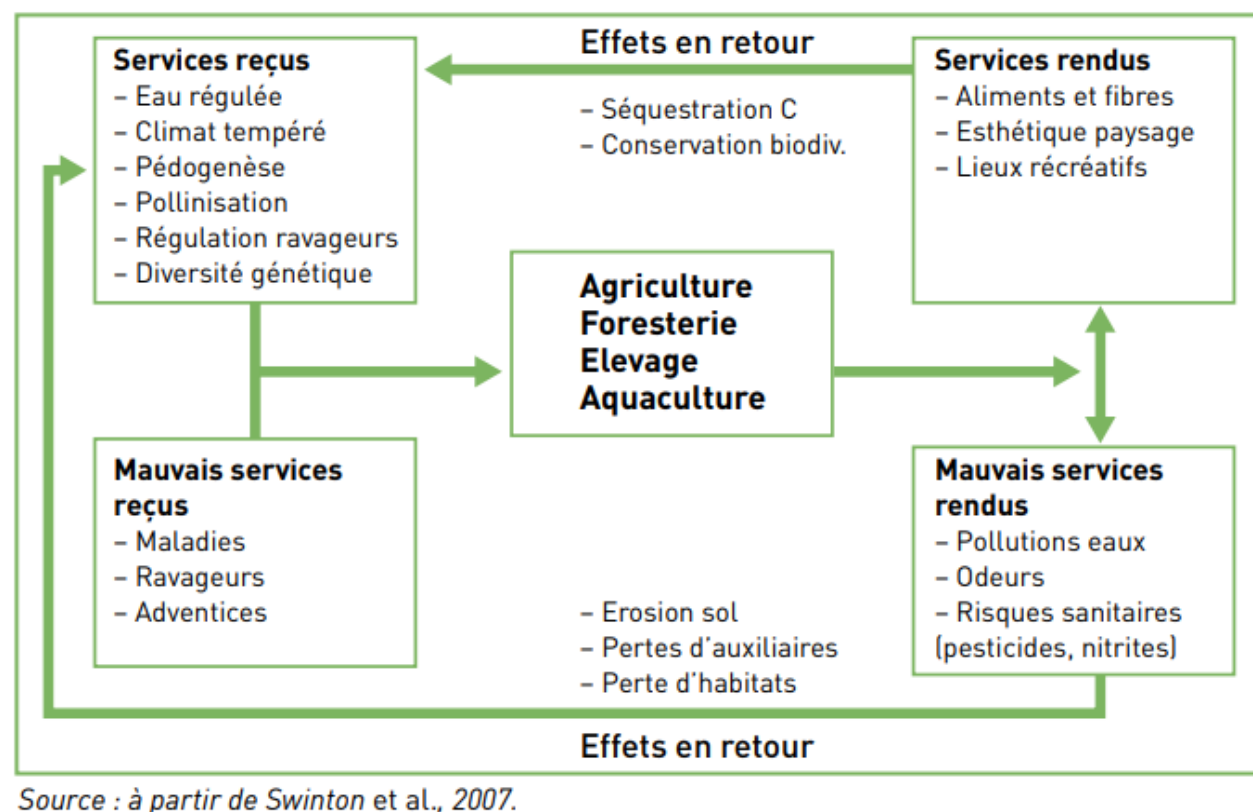 Effets en retour
Services reçus
– Eau régulée
– Climat tempéré
– Pédogenèse
– Pollinisation
– Régulation ravageurs
– Diversité génétique
– Séquestration C
– Conservation biodiv.
Services rendus
– Aliments et fibres
– Esthétique paysage
– Lieux récréatifs
Agriculture
Foresterie
Elevage
Aquaculture
Mauvais services
reçus
– Maladies
– Ravageurs
– Adventices
– Erosion sol
– Pertes d'auxiliaires
– Perte d'habitats
Mauvais services
rendus
– Pollutions eaux
– Odeurs
– Risques sanitaires
(pesticides, nitrites)
Effets en retour
Source : à partir de Swinton et al., 2007.